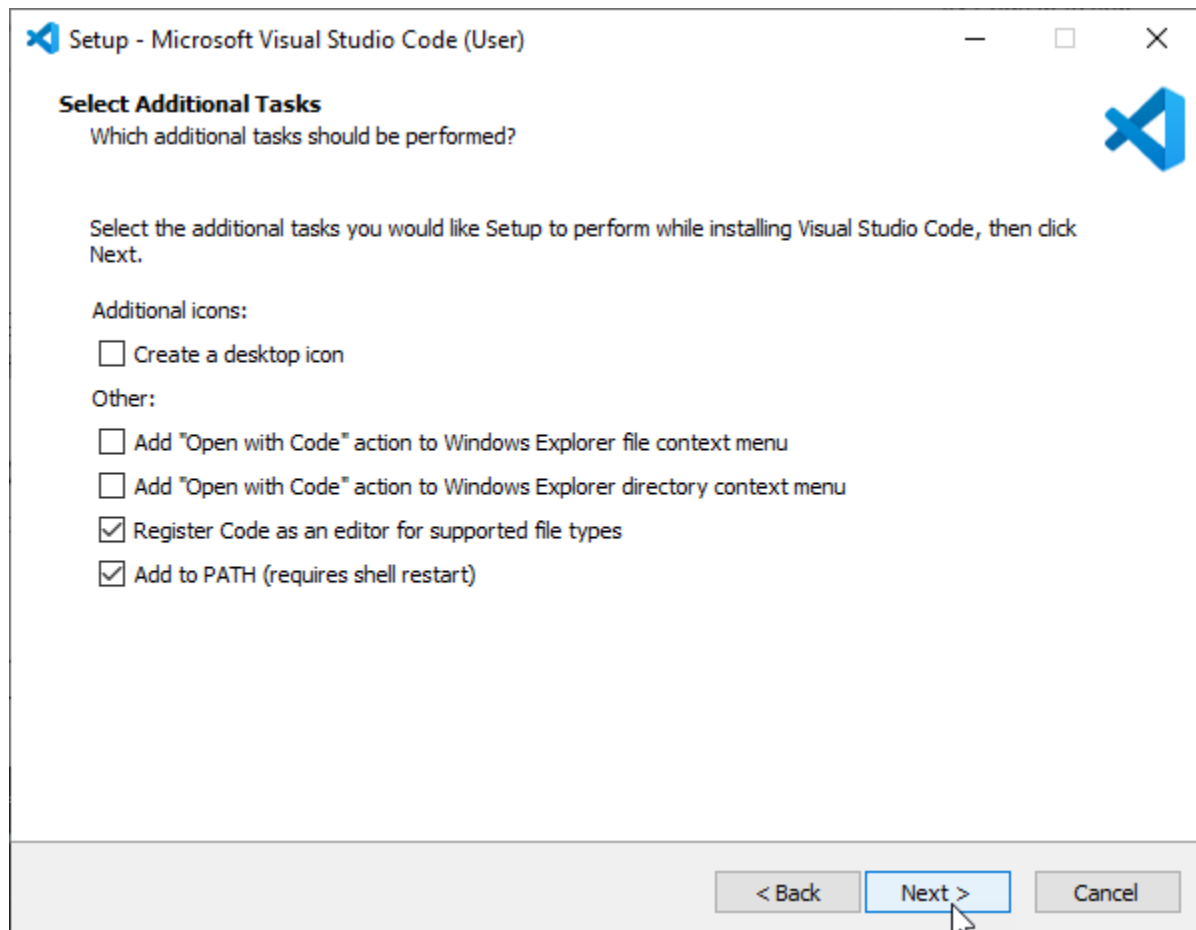 Setup - Microsoft Visual Studio Code (User)
Select Additional Tasks
Which additional tasks should be performed?
Select the additional tasks you would like Setup to perform while installing Visual Studio Code, then click
Next.
Additional icons:
Create a desktop icon
Other:
Add "Open with Code" action to Windows Explorer file context menu
Add "Open with Code" action to Windows Explorer directory context menu
Register Code as an editor for supported file types
Add to PATH (requires shell restart)
< Back
Next >
Cancel